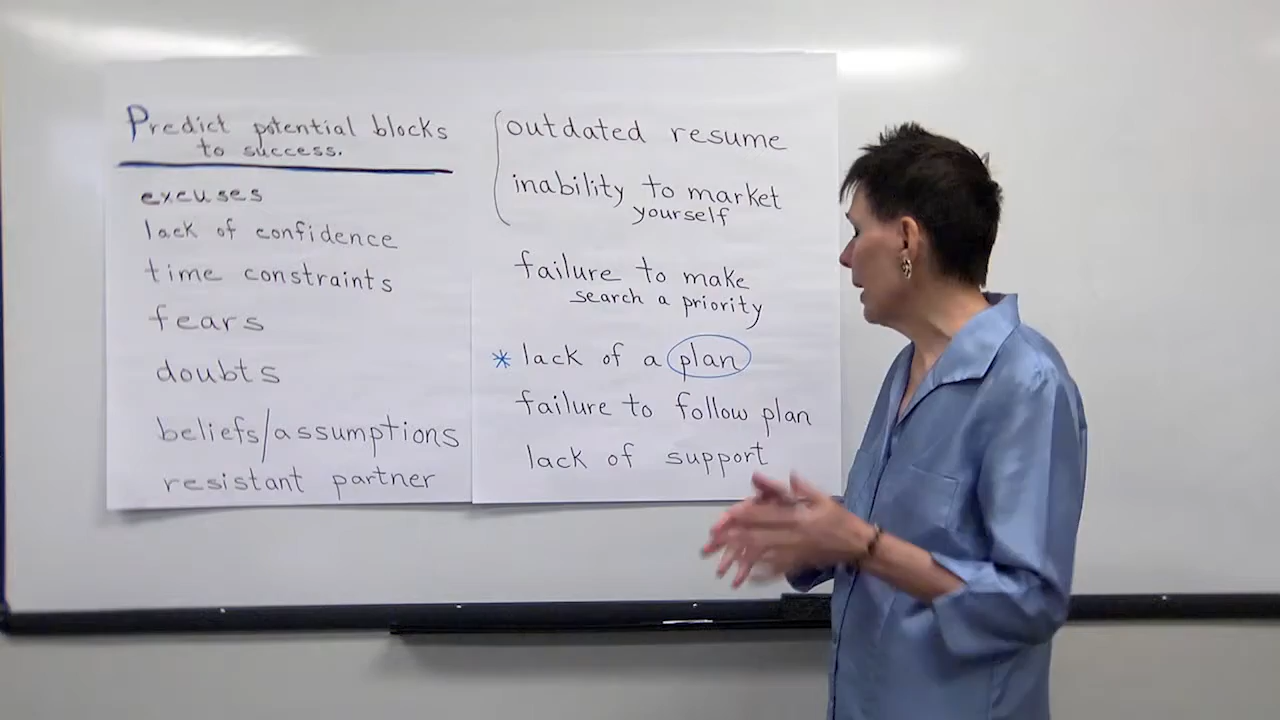 Predict potential blocks
to success.
excuses
lack of confidence
time constraints
fears
doubts
beliefs/assumptions
resistant partner
outdated resume
inability to market
yourself
failure to make
search a priority
* lack of a plan
failure to follow plan
lack of support